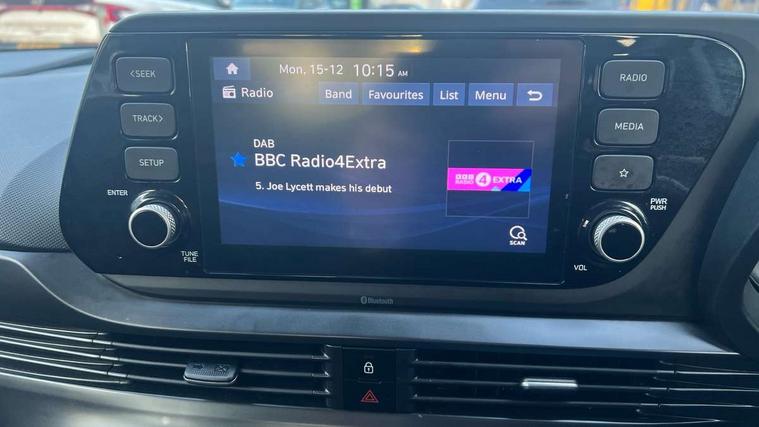 <SEEK
TRACK>
SETUP
ENTER
TUNE
FILE
Mon, 15-12 10:15 AM
Radio Band Favourites List Menu
DAB
BBC Radio4Extra
5. Joe Lycett makes his debut
BBC
RADIO 4 EXTRA
SCAN
RADIO
MEDIA
PWR
PUSH
VOL
Bluetooth